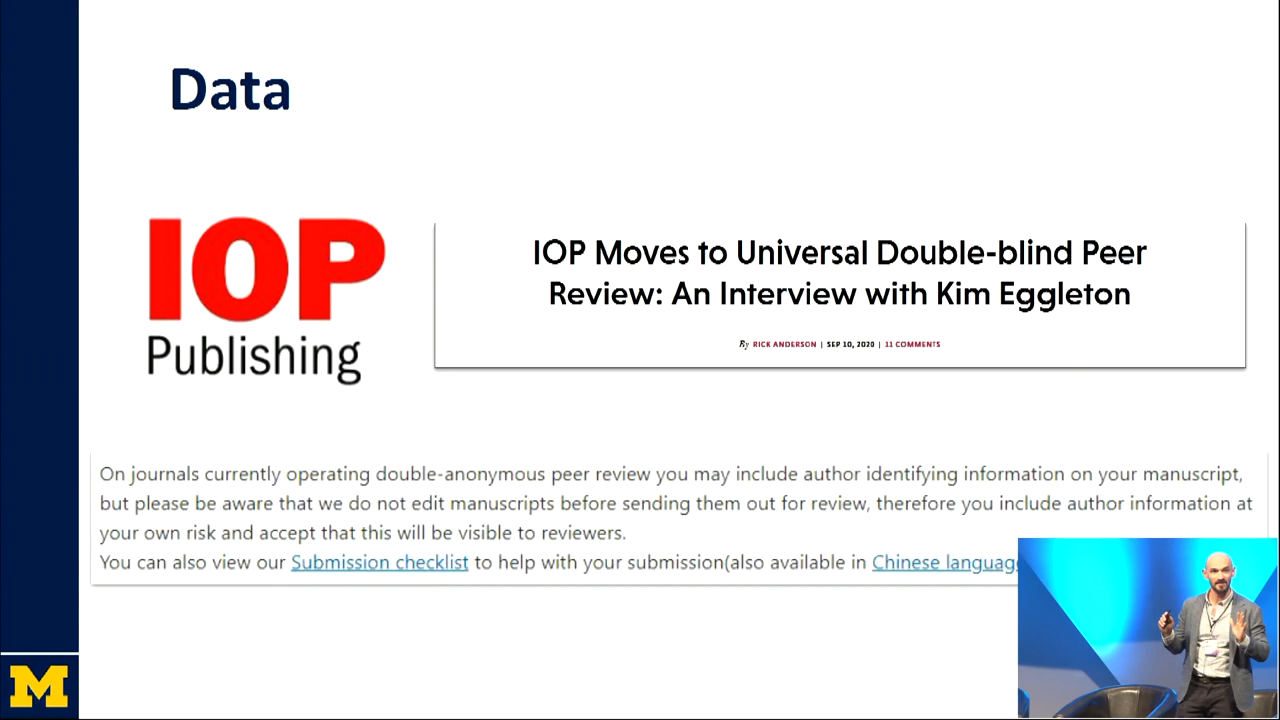 Data
IOP
Publishing
IOP Moves to Universal Double-blind Peer
Review: An Interview with Kim Eggleton
By RICK ANDERSON | SEP 10, 2020 | 11 COMMENTS
On journals currently operating double-anonymous peer review you may include author identifying information on your manuscript,
but please be aware that we do not edit manuscripts before sending them out for review, therefore you include author information at
your own risk and accept that this will be visible to reviewers.
You can also view our Submission checklist to help with your submission(also available in Chinese language
M